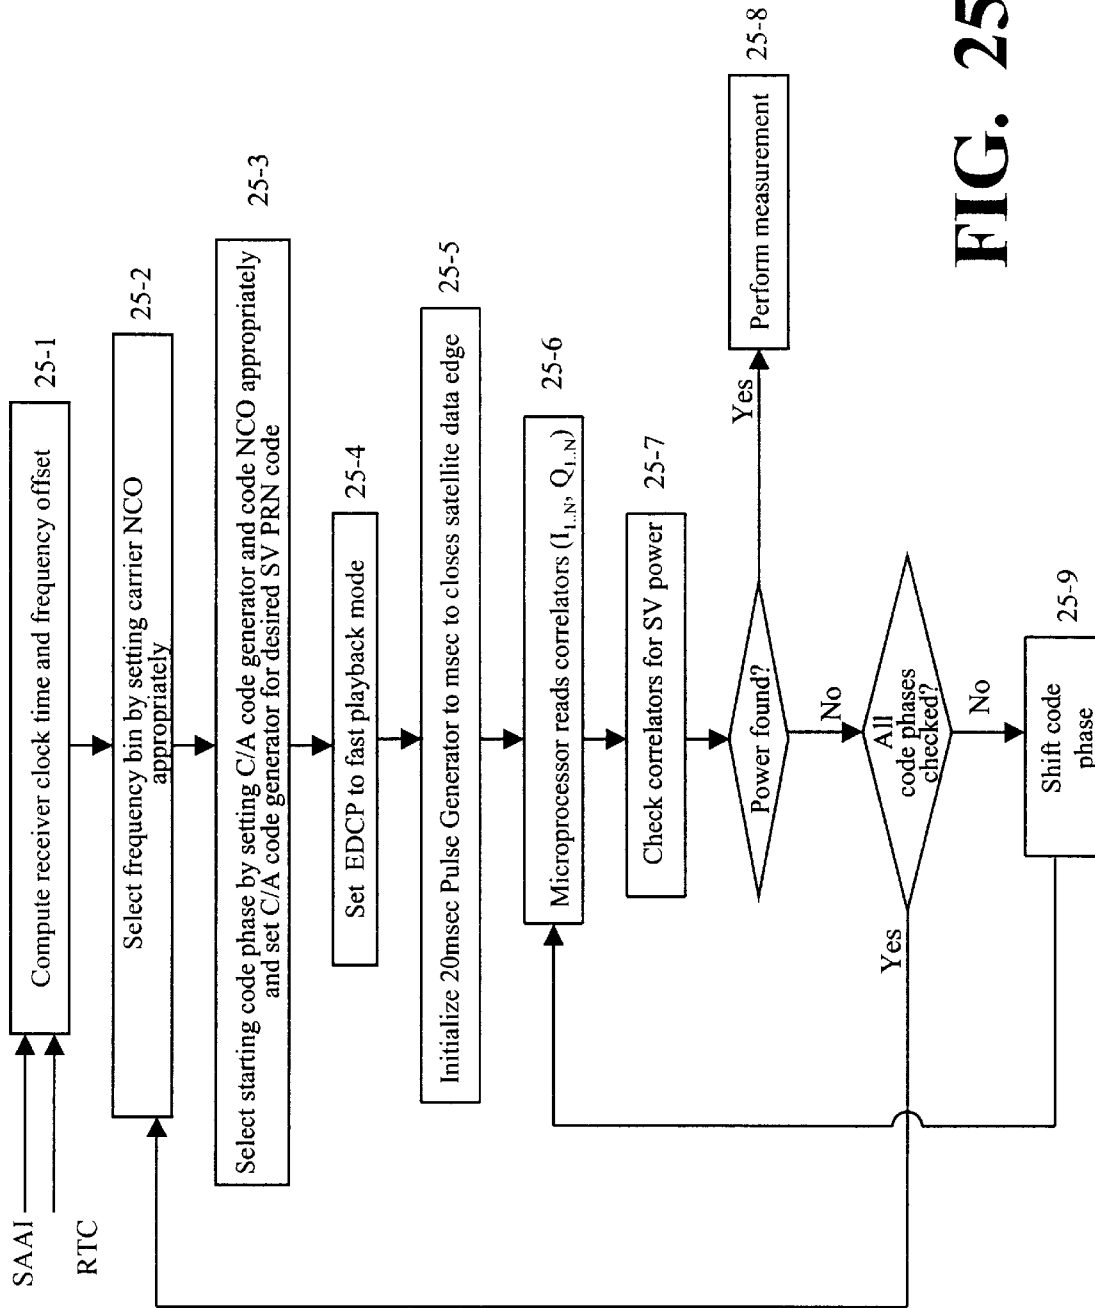 SAAI
RTC
Compute receiver clock time and frequency offset
25-1
Select frequency bin by setting carrier NCO
appropriately
25-2
Select starting code phase by setting C/A code generator and code NCO appropriately
and set C/A code generator for desired SV PRN code
25-3
Set EDCP to fast playback mode
25-4
Initialize 20msec Pulse Generator to msec to closes satellite data edge
25-5
Microprocessor reads correlators (I1..N, Q1..N)
25-6
Check correlators for SV power
25-7
Power found?
Yes
Perform measurement
25-8
No
All
code phases
checked?
Yes
No
Shift code
phase
25-9
FIG. 25